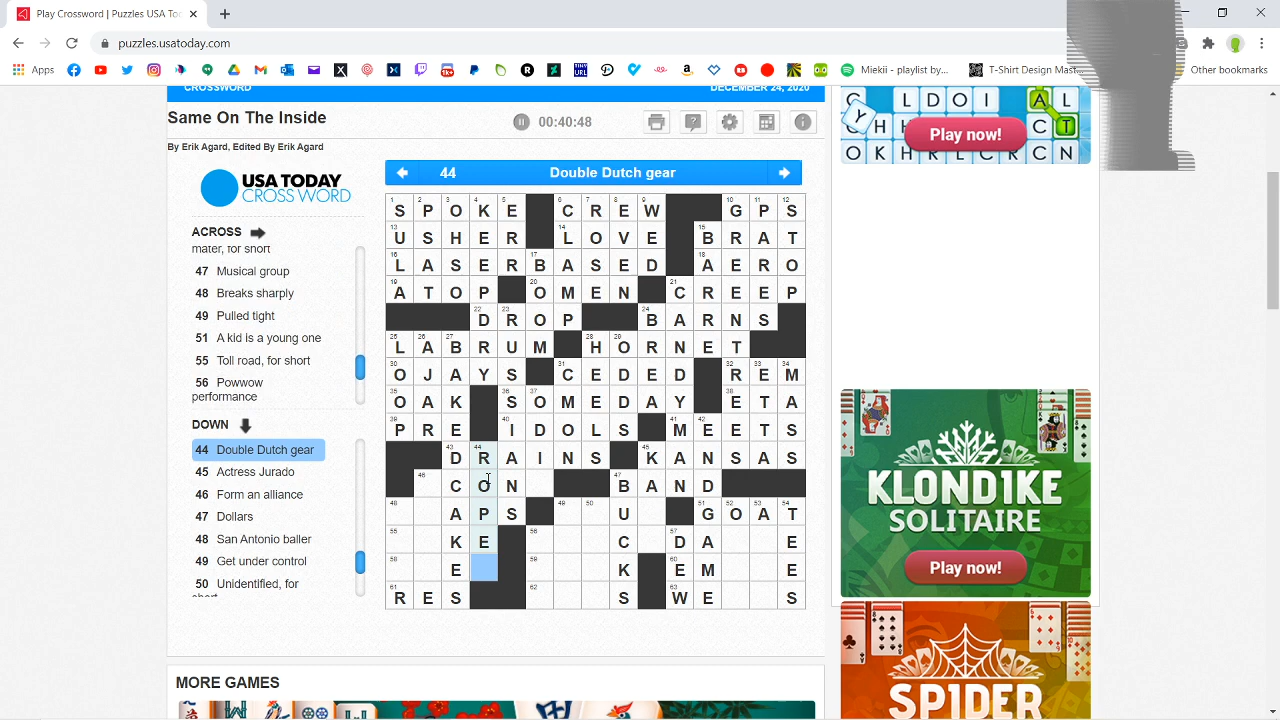 Play Crossword | Puzzles USA To
puzzles.usatoday.com
Apps
Miekii - playlist by...
T-Shirt Design Mast...
Other books
CROSSWORD
DECEMBER 24, 2020
Same On The Inside
00:40:48
By Erik Agard, Edited By Erik Agard
USA TODAY
CROSS WORD
44 Double Dutch gear
ACROSS
mater, for short
47 Musical group
48 Breaks sharply
49 Pulled tight
51 A kid is a young one
55 Toll road, for short
56 Powwow
performance
DOWN
44 Double Dutch gear
45 Actress Jurado
46 Form an alliance
47 Dollars
48 San Antonio baller
49 Get under control
50 Unidentified, for
short
S P O K E C R E W G P S
U S H E R L O V E B R A T
L A S E R B A S E D A E R O
A T O P O M E N C R E E P
D R O P B A R N S
L A B R U M H O R N E T
O J A Y S C E D E D R E M
O A K S O M E D A Y E T A
P R I D O L S M E E T S
D R A I N S K A N S A S
C O N B A N D
A P S U G O A T
K E C D A E
E K E M E
R E S S W E S
L D O I A L
Y
C T
Play now!
O K H R L C R C N
KLONDIKE
SOLITAIRE
Play now!
SPIDER
MORE GAMES